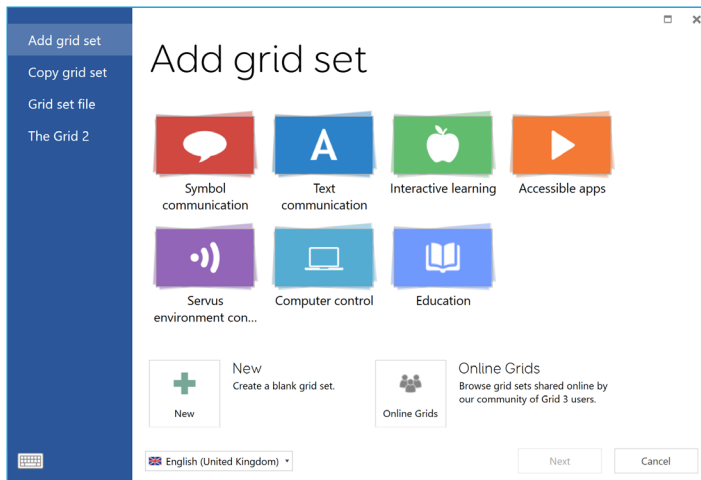 Add grid set
Copy grid set
Grid set file
The Grid 2
Add grid set
A
Symbol
communication
Text
communication
Interactive learning
Accessible apps
Servus
environment con...
Computer control
Education
New
New
Create a blank grid set.
Online Grids
Online Grids
Browse grid sets shared online by
our community of Grid 3 users.
English (United Kingdom)
Next
Cancel